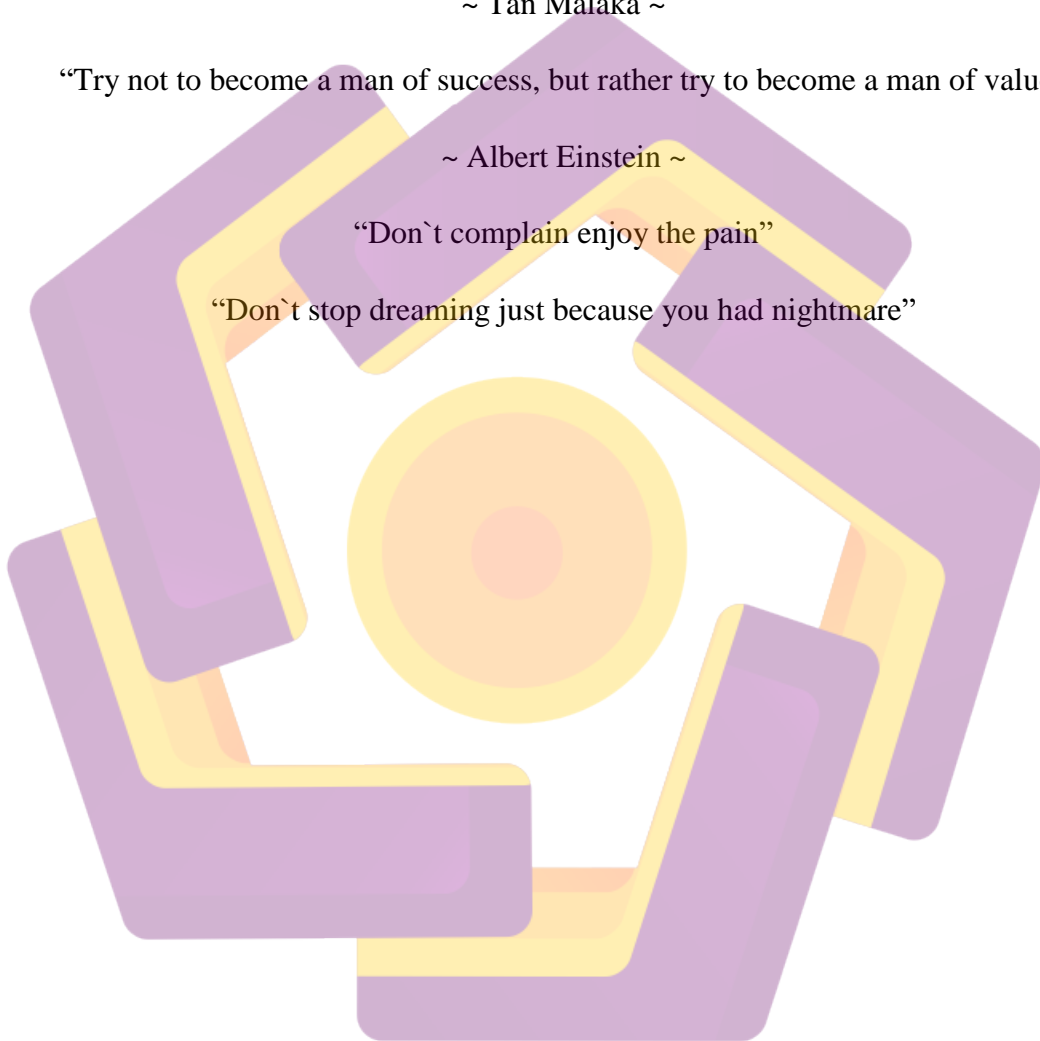 ~ Tan Malaka ~
“Try not to become a man of success, but rather try to become a man of valu
~ Albert Einstein ~
“Don`t complain enjoy the pain”
“Don`t stop dreaming just because you had nightmare”